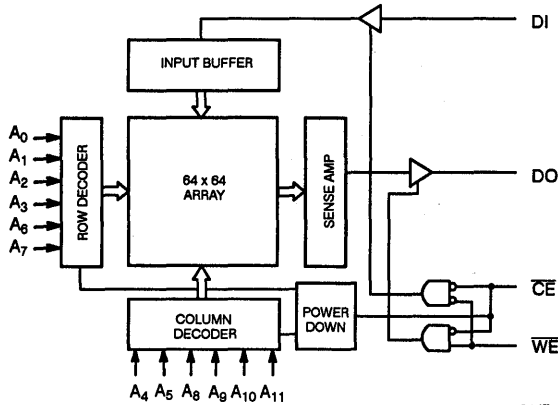 DI
INPUT BUFFER
A0
A1
A2
A3
A6
A7
ROW DECODER
64 x 64
ARRAY
SENSE AMP
DO
CE
WE
COLUMN
DECODER
POWER
DOWN
A4 A5 A8 A9 A10 A11